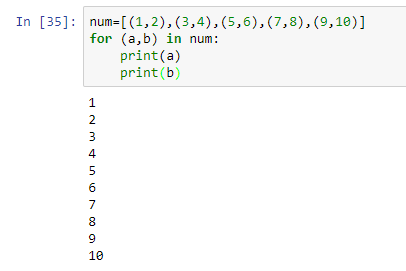 In [35]: num=[(1,2),(3,4),(5,6),(7,8),(9,10)]
for (a,b) in num:
    print(a)
    print(b)
1
2
3
4
5
6
7
8
9
10